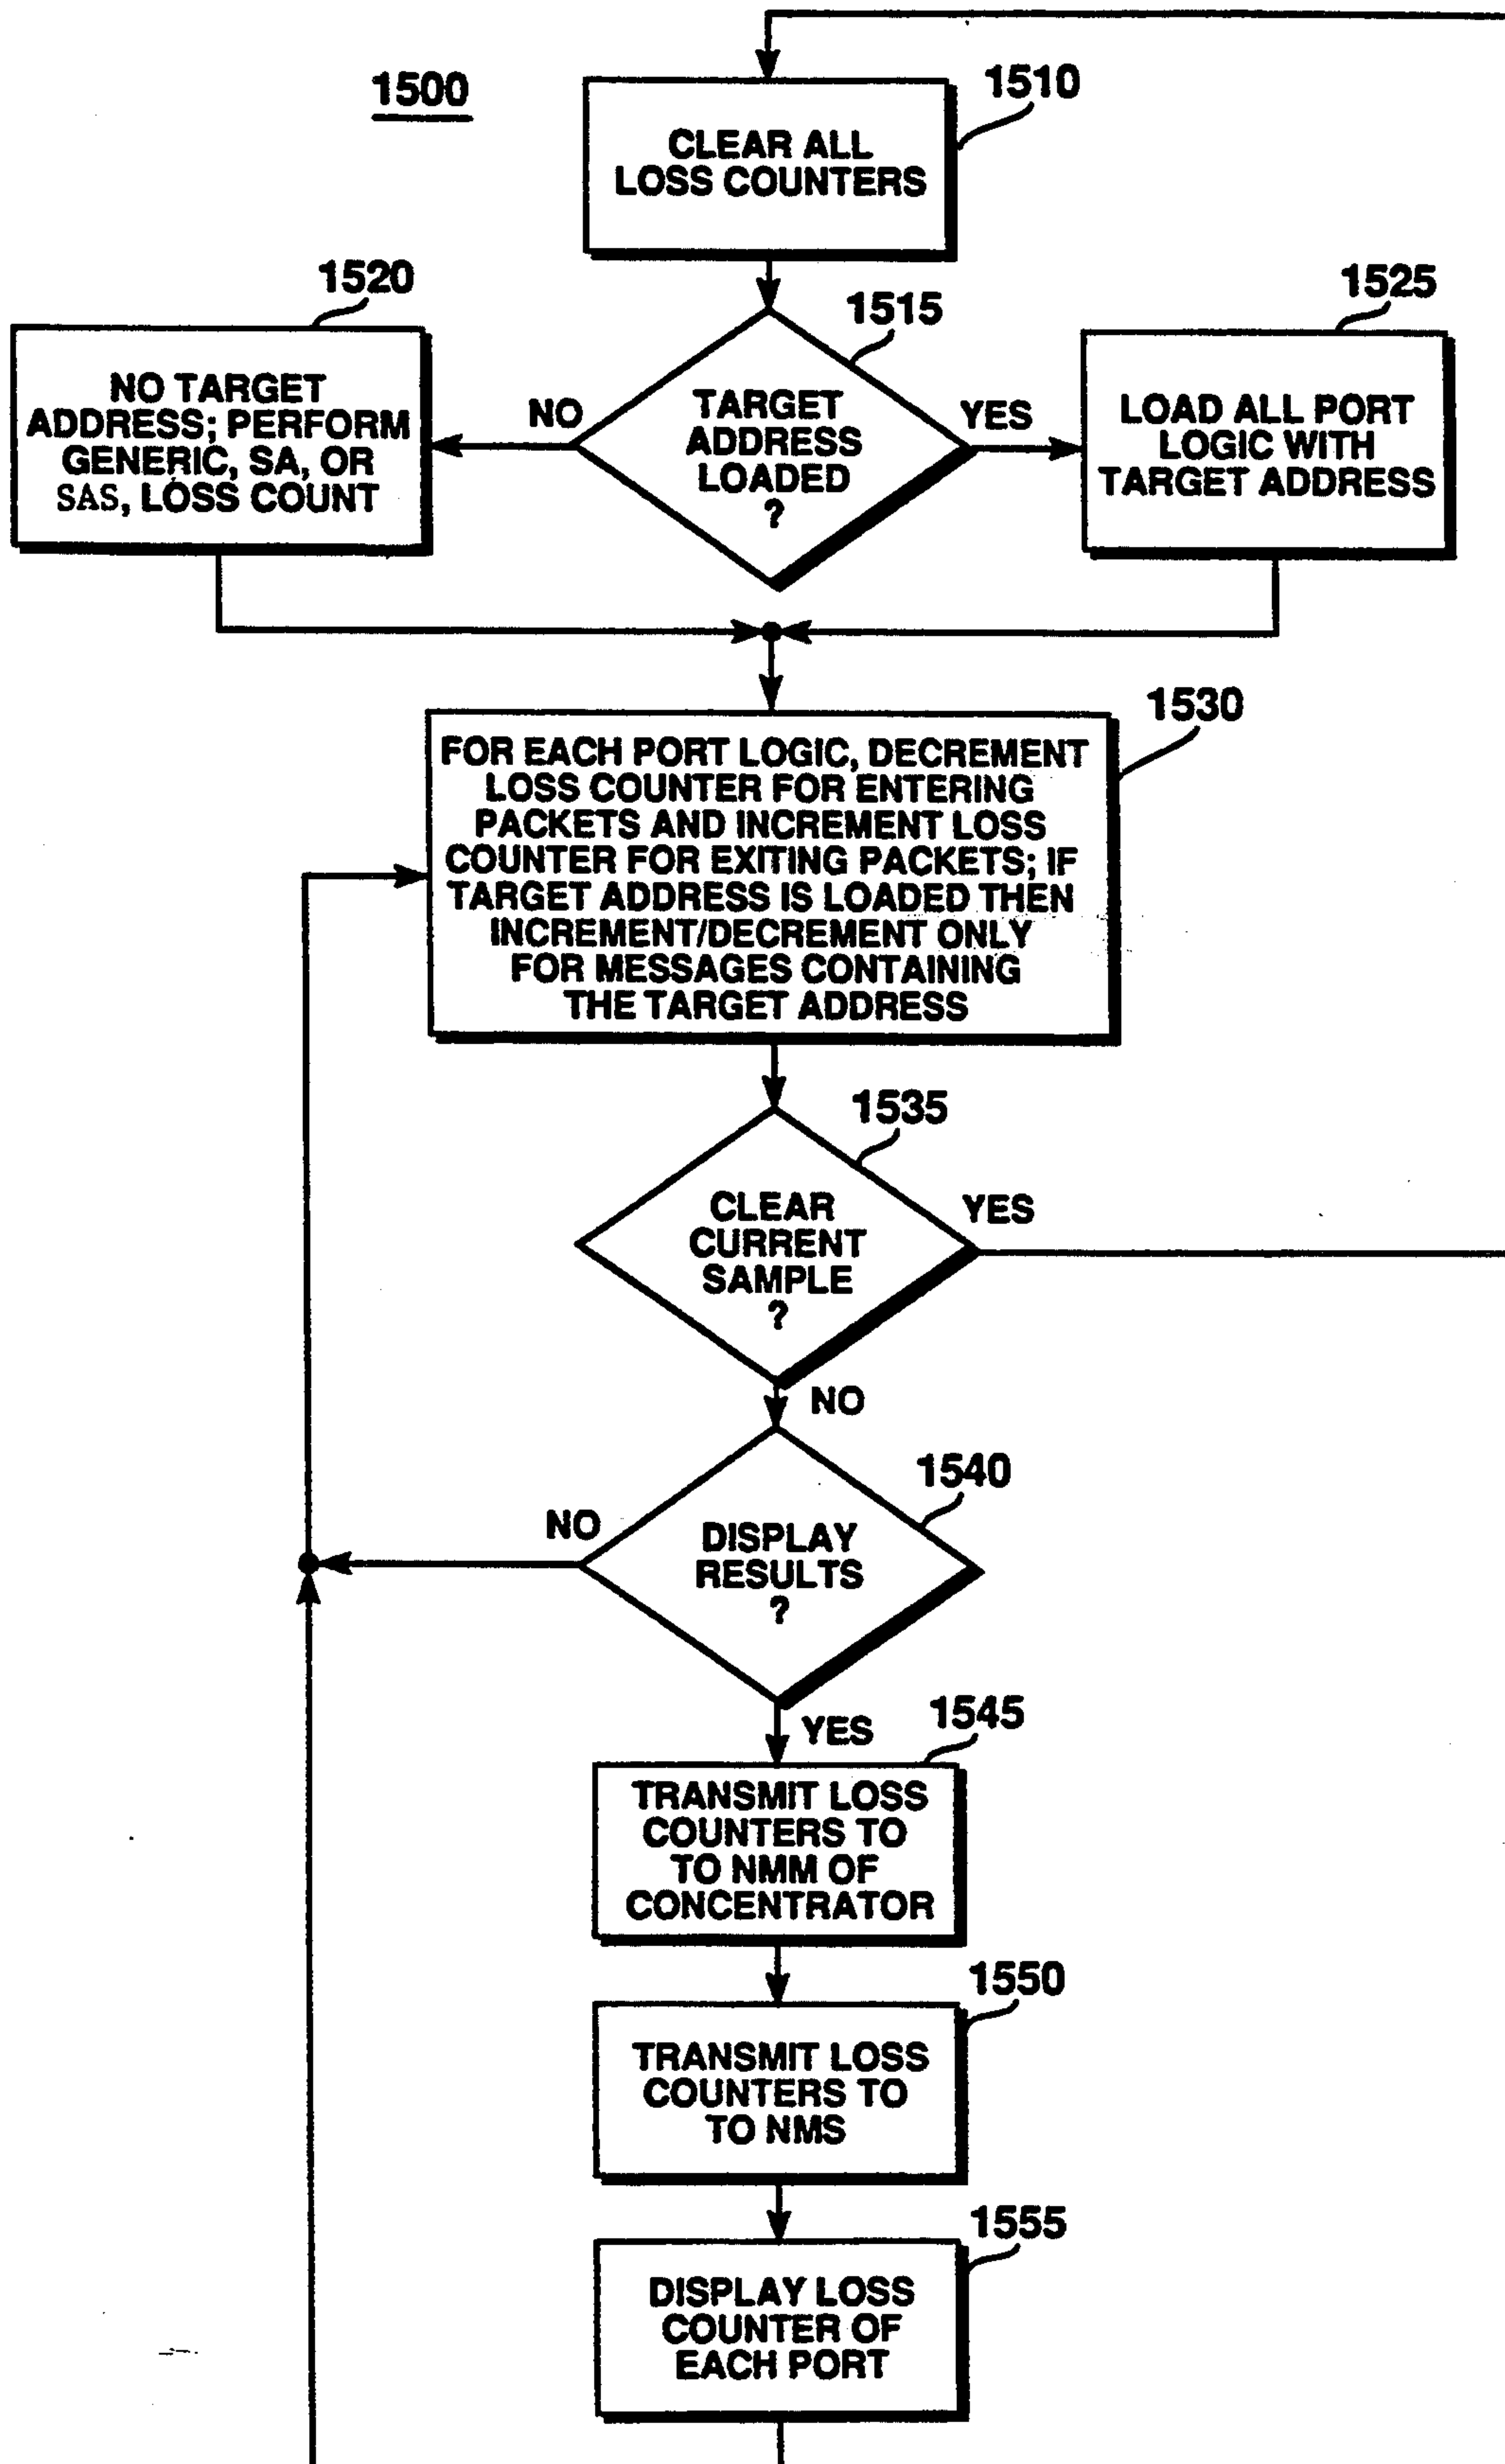 1500
1510
CLEAR ALL
LOSS COUNTERS
1520
1515
1525
NO TARGET
ADDRESS; PERFORM
GENERIC, SA, OR
SAS, LOSS COUNT
NO
TARGET
ADDRESS
LOADED
?
YES
LOAD ALL PORT
LOGIC WITH
TARGET ADDRESS
1530
FOR EACH PORT LOGIC, DECREMENT
LOSS COUNTER FOR ENTERING
PACKETS AND INCREMENT LOSS
COUNTER FOR EXITING PACKETS; IF
TARGET ADDRESS IS LOADED THEN
INCREMENT/DECREMENT ONLY
FOR MESSAGES CONTAINING
THE TARGET ADDRESS
1535
CLEAR
CURRENT
SAMPLE
?
YES
NO
1540
NO
DISPLAY
RESULTS
?
YES
1545
TRANSMIT LOSS
COUNTERS TO
TO NMM OF
CONCENTRATOR
1550
TRANSMIT LOSS
COUNTERS TO
TO NMS
1555
DISPLAY LOSS
COUNTER OF
EACH PORT